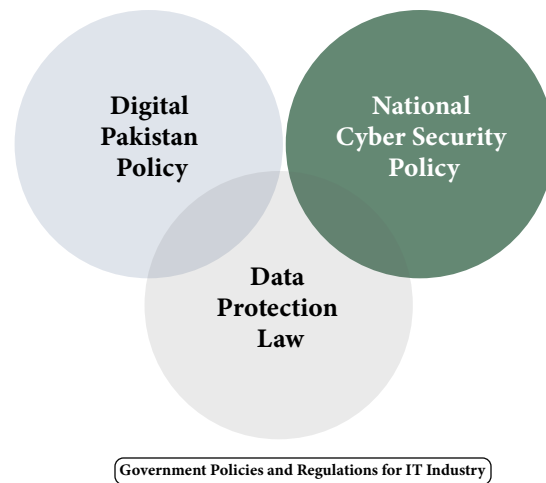 Digital
Pakistan
Policy
National
Cyber Security
Policy
Data
Protection
Law
Government Policies and Regulations for IT Industry